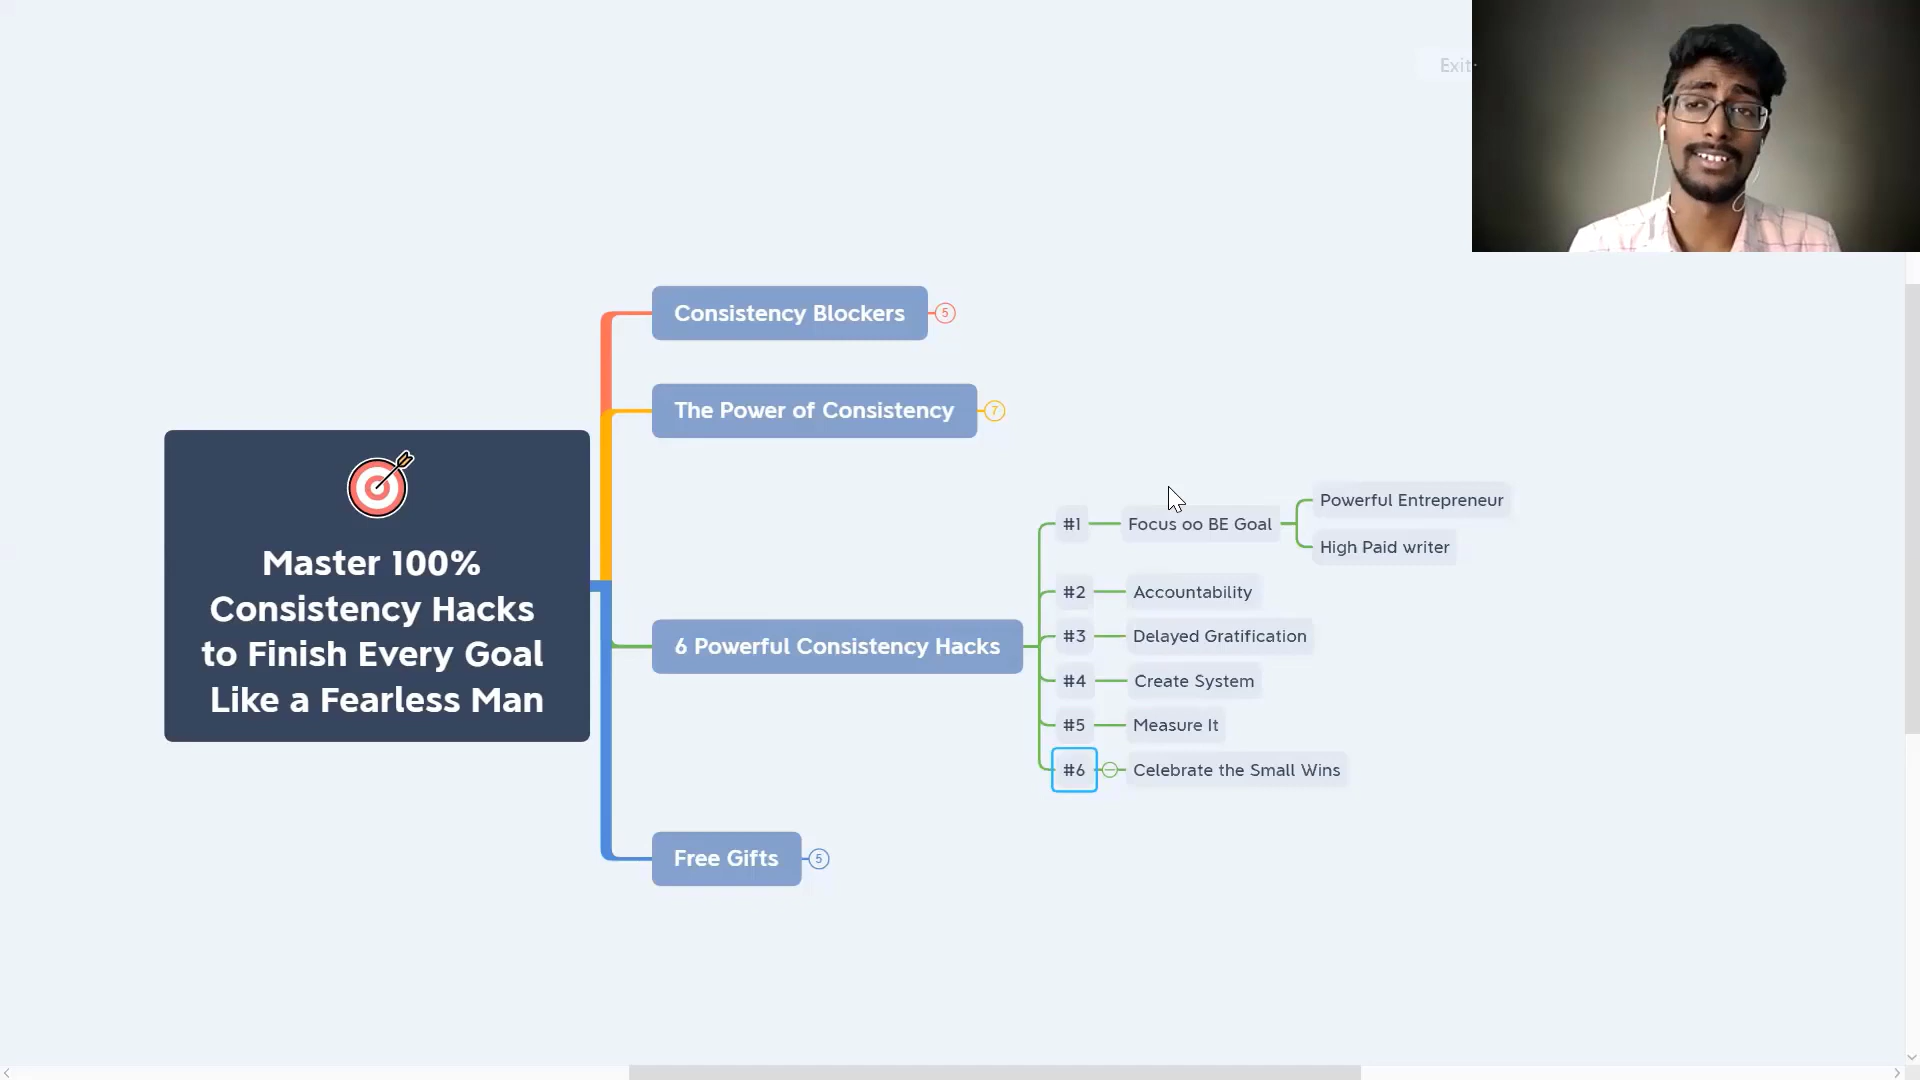 Exit
Consistency Blockers
5
The Power of Consistency
7
Master 100%
Consistency Hacks
to Finish Every Goal
Like a Fearless Man
6 Powerful Consistency Hacks
#1
Focus oo BE Goal
Powerful Entrepreneur
High Paid writer
#2
Accountability
#3
Delayed Gratification
#4
Create System
#5
Measure It
#6
Celebrate the Small Wins
Free Gifts
5